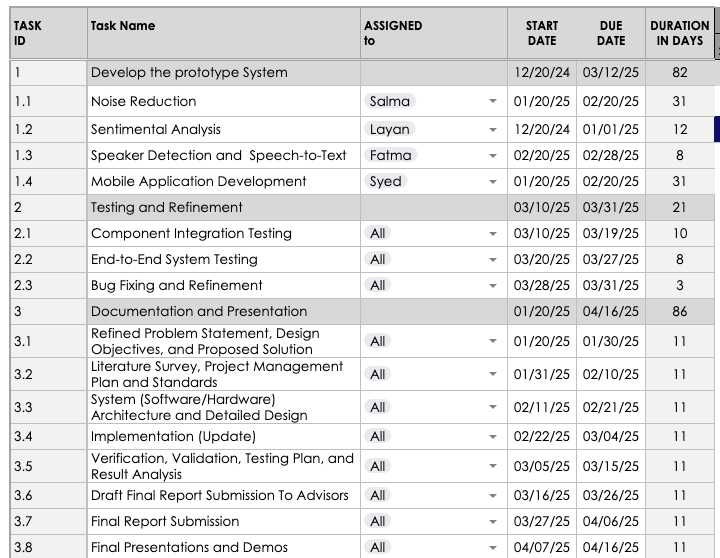 TASK ID Task Name ASSIGNED to START DATE DUE DATE DURATION IN DAYS
1 Develop the prototype System 12/20/24 03/12/25 82
1.1 Noise Reduction Salma 01/20/25 02/20/25 31
1.2 Sentimental Analysis Layan 12/20/24 01/01/25 12
1.3 Speaker Detection and Speech-to-Text Fatma 02/20/25 02/28/25 8
1.4 Mobile Application Development Syed 01/20/25 02/20/25 31
2 Testing and Refinement 03/10/25 03/31/25 21
2.1 Component Integration Testing All 03/10/25 03/19/25 10
2.2 End-to-End System Testing All 03/20/25 03/27/25 8
2.3 Bug Fixing and Refinement All 03/28/25 03/31/25 3
3 Documentation and Presentation 01/20/25 04/16/25 86
3.1 Refined Problem Statement, Design Objectives, and Proposed Solution All 01/20/25 01/30/25 11
3.2 Literature Survey, Project Management Plan and Standards All 01/31/25 02/10/25 11
3.3 System (Software/Hardware) Architecture and Detailed Design All 02/11/25 02/21/25 11
3.4 Implementation (Update) All 02/22/25 03/04/25 11
3.5 Verification, Validation, Testing Plan, and Result Analysis All 03/05/25 03/15/25 11
3.6 Draft Final Report Submission To Advisors All 03/16/25 03/26/25 11
3.7 Final Report Submission All 03/27/25 04/06/25 11
3.8 Final Presentations and Demos All 04/07/25 04/16/25 11